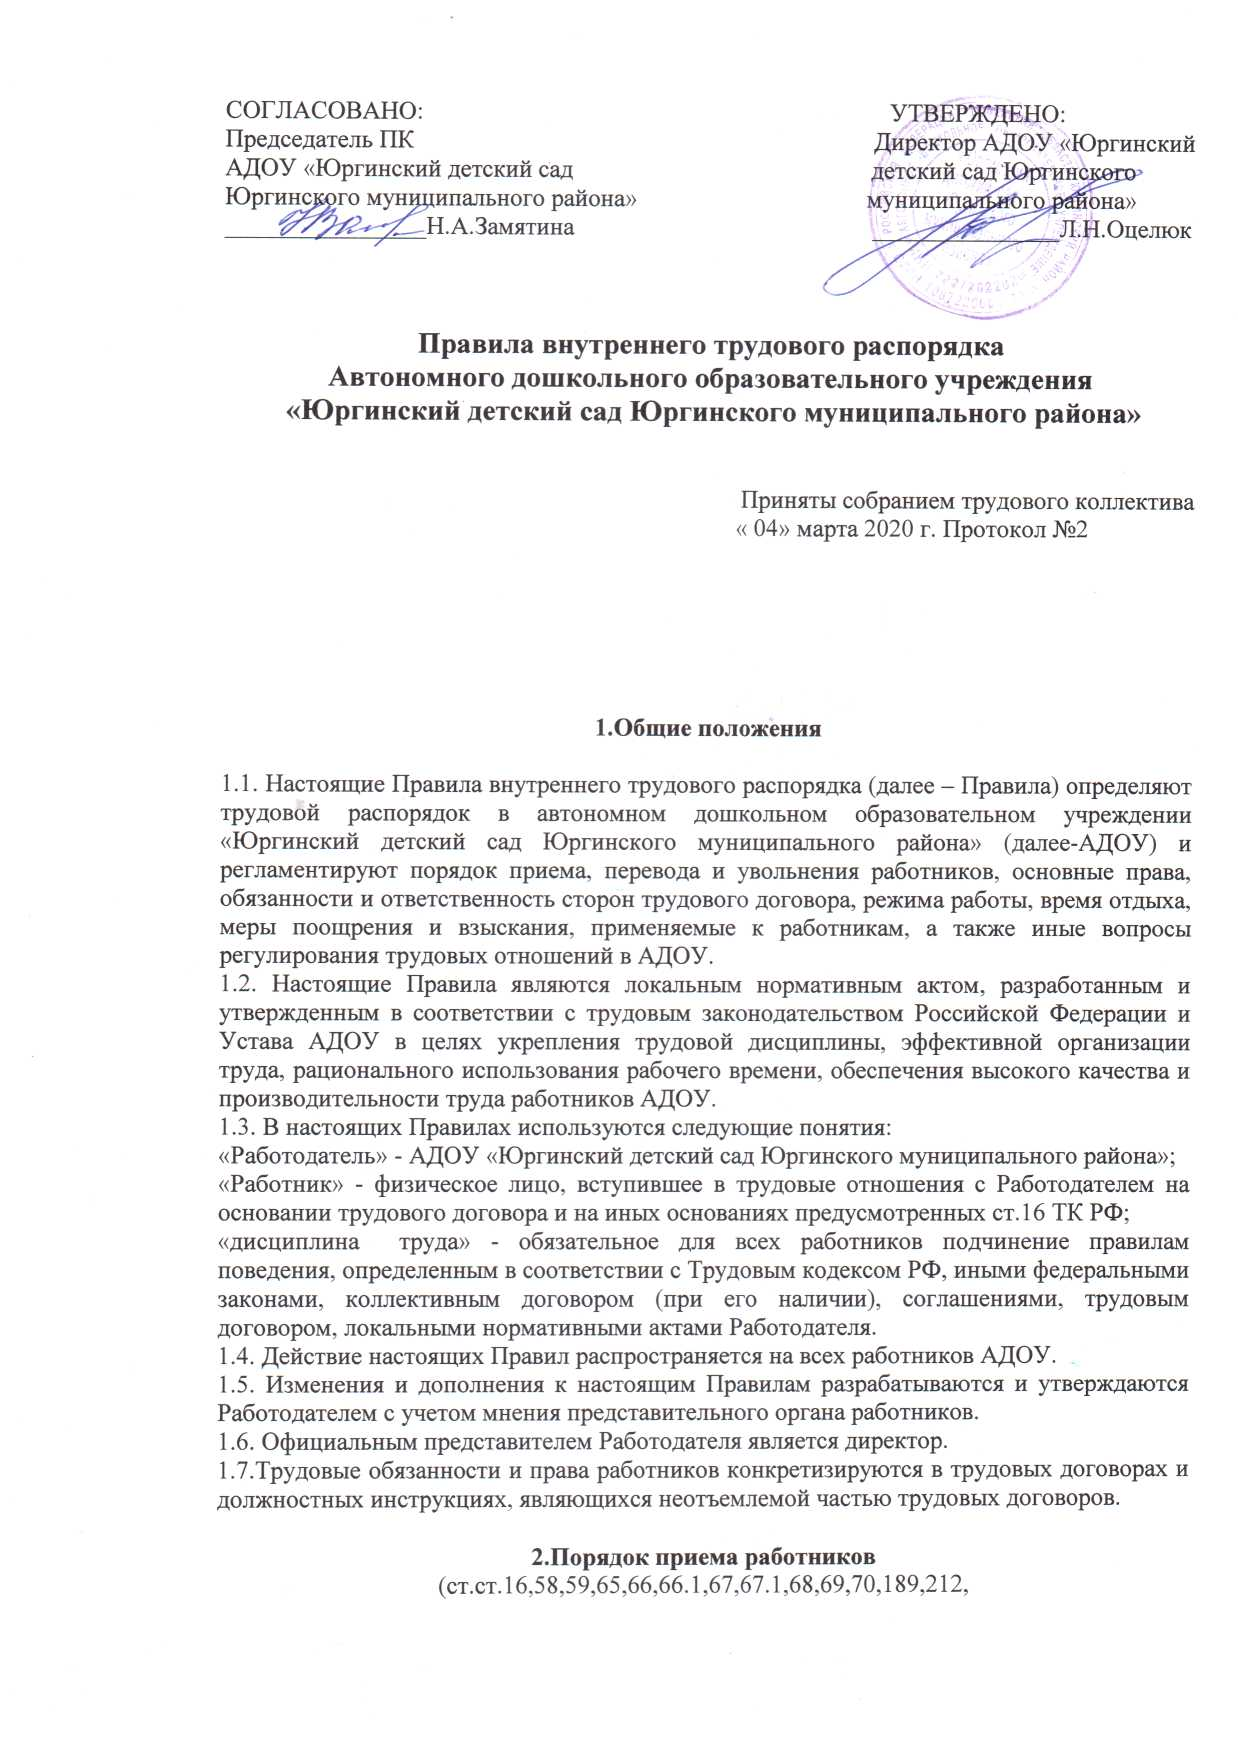 СОГЛАСОВАНО:
Председатель ПК
АДОУ «Юргинский детский сад
Юргинского муниципального района»
________________Н.А.Замятина
УТВЕРЖДЕНО:
Директор АДОУ «Юргинский
детский сад Юргинского
муниципального района»
_______________Л.Н.Оцелюк
Правила внутреннего трудового распорядка
Автономного дошкольного образовательного учреждения
«Юргинский детский сад Юргинского муниципального района»
Приняты собранием трудового коллектива
« 04» марта 2020 г. Протокол №2
1.Общие положения
1.1. Настоящие Правила внутреннего трудового распорядка (далее – Правила) определяют
трудовой распорядок в автономном дошкольном образовательном учреждении
«Юргинский детский сад Юргинского муниципального района» (далее-АДОУ) и
регламентируют порядок приема, перевода и увольнения работников, основные права,
обязанности и ответственность сторон трудового договора, режима работы, время отдыха,
меры поощрения и взыскания, применяемые к работникам, а также иные вопросы
регулирования трудовых отношений в АДОУ.
1.2. Настоящие Правила являются локальным нормативным актом, разработанным и
утвержденным в соответствии с трудовым законодательством Российской Федерации и
Устава АДОУ в целях укрепления трудовой дисциплины, эффективной организации
труда, рационального использования рабочего времени, обеспечения высокого качества и
производительности труда работников АДОУ.
1.3. В настоящих Правилах используются следующие понятия:
«Работодатель» - АДОУ «Юргинский детский сад Юргинского муниципального района»;
«Работник» - физическое лицо, вступившее в трудовые отношения с Работодателем на
основании трудового договора и на иных основаниях предусмотренных ст.16 ТК РФ;
«дисциплина труда» - обязательное для всех работников подчинение правилам
поведения, определенным в соответствии с Трудовым кодексом РФ, иными федеральными
законами, коллективным договором (при его наличии), соглашениями, трудовым
договором, локальными нормативными актами Работодателя.
1.4. Действие настоящих Правил распространяется на всех работников АДОУ.
1.5. Изменения и дополнения к настоящим Правилам разрабатываются и утверждаются
Работодателем с учетом мнения представительного органа работников.
1.6. Официальным представителем Работодателя является директор.
1.7.Трудовые обязанности и права работников конкретизируются в трудовых договорах и
должностных инструкциях, являющихся неотъемлемой частью трудовых договоров.
2.Порядок приема работников
(ст.ст.16,58,59,65,66,66.1,67,67.1,68,69,70,189,212,